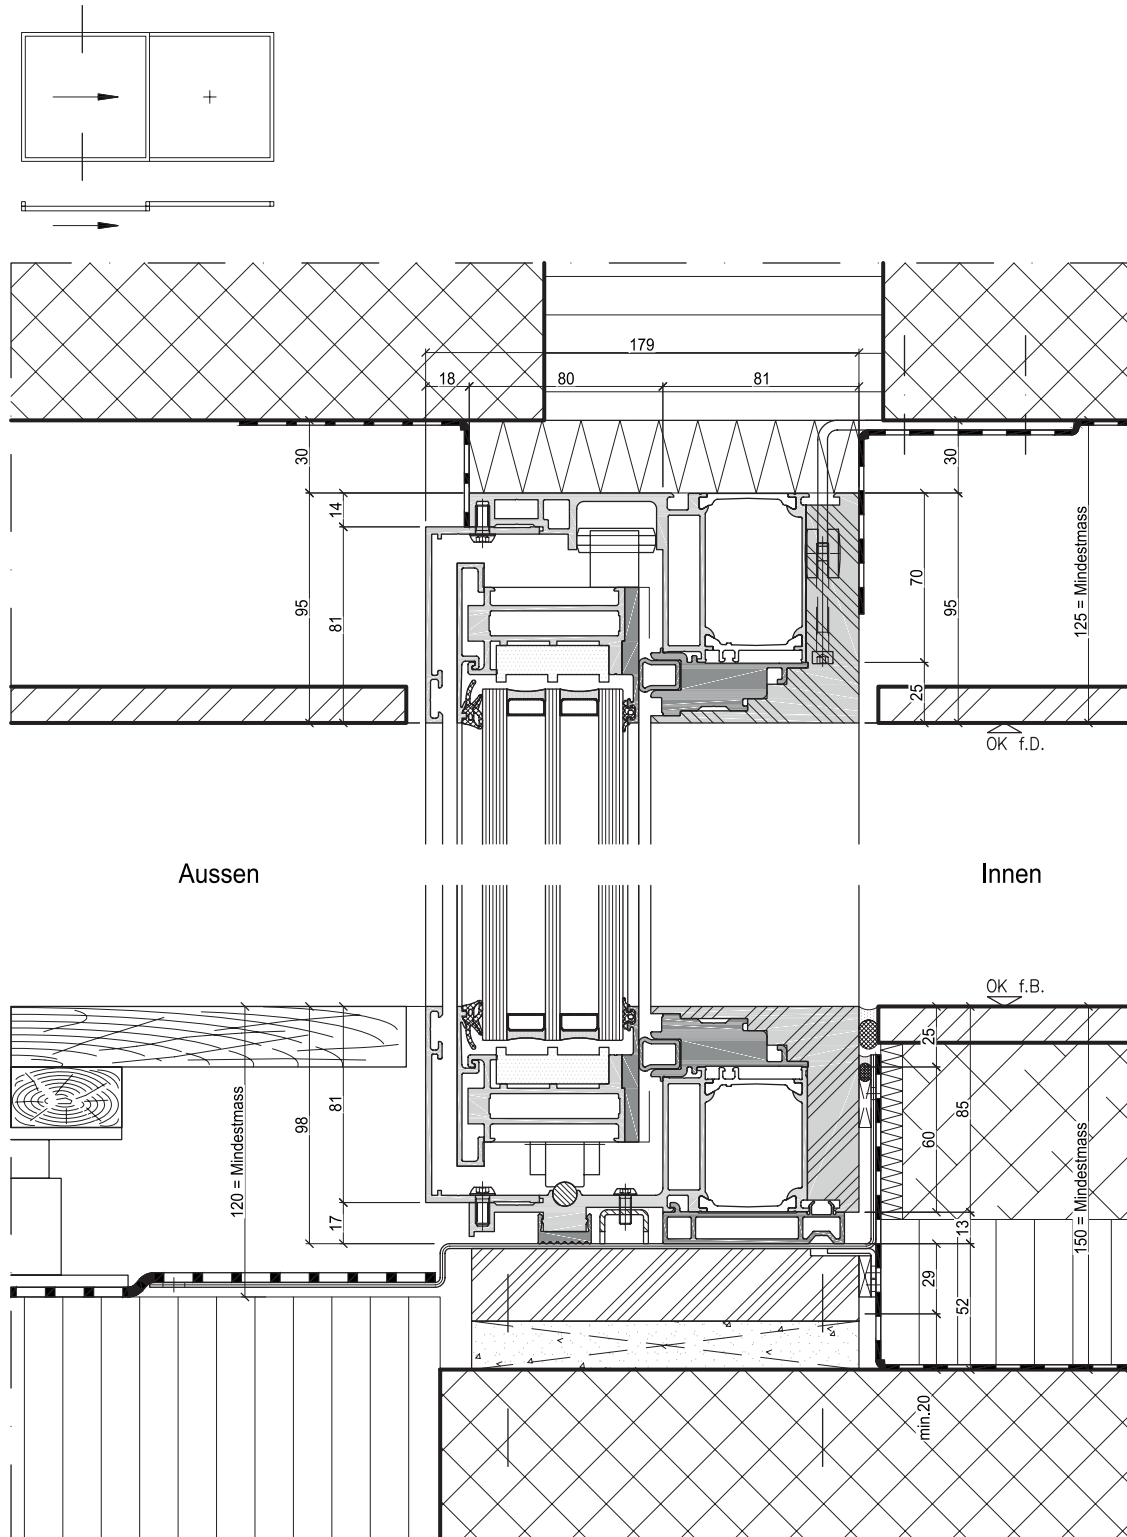 179
18 80 81
30 30
14
95 81 70 95 125 = Mindestmass
25
OK f.D.
Aussen Innen
OK f.B.
25
120 = Mindestmass 98 81 60 85 150 = Mindestmass
17 13
29 52
min.20